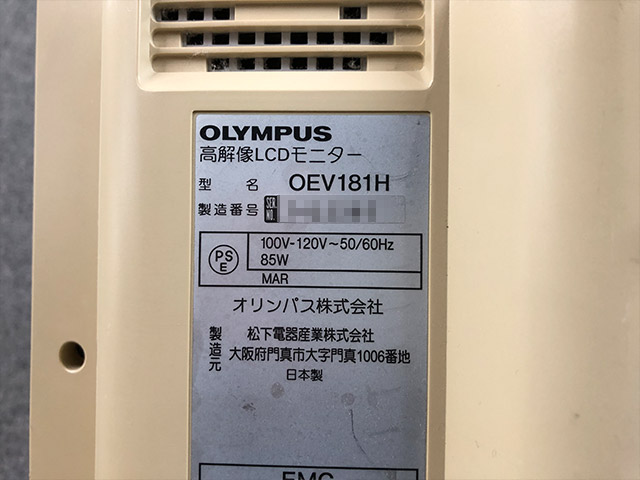 OLYMPUS
高解像LCDモニター
型 名 OEV181H
製造番号 SER. NO.
PS E 100V-120V～50/60Hz
85W
MAR
オリンパス株式会社
製造元 松下電器産業株式会社
大阪府門真市大字門真1006番地
日本製
EMC